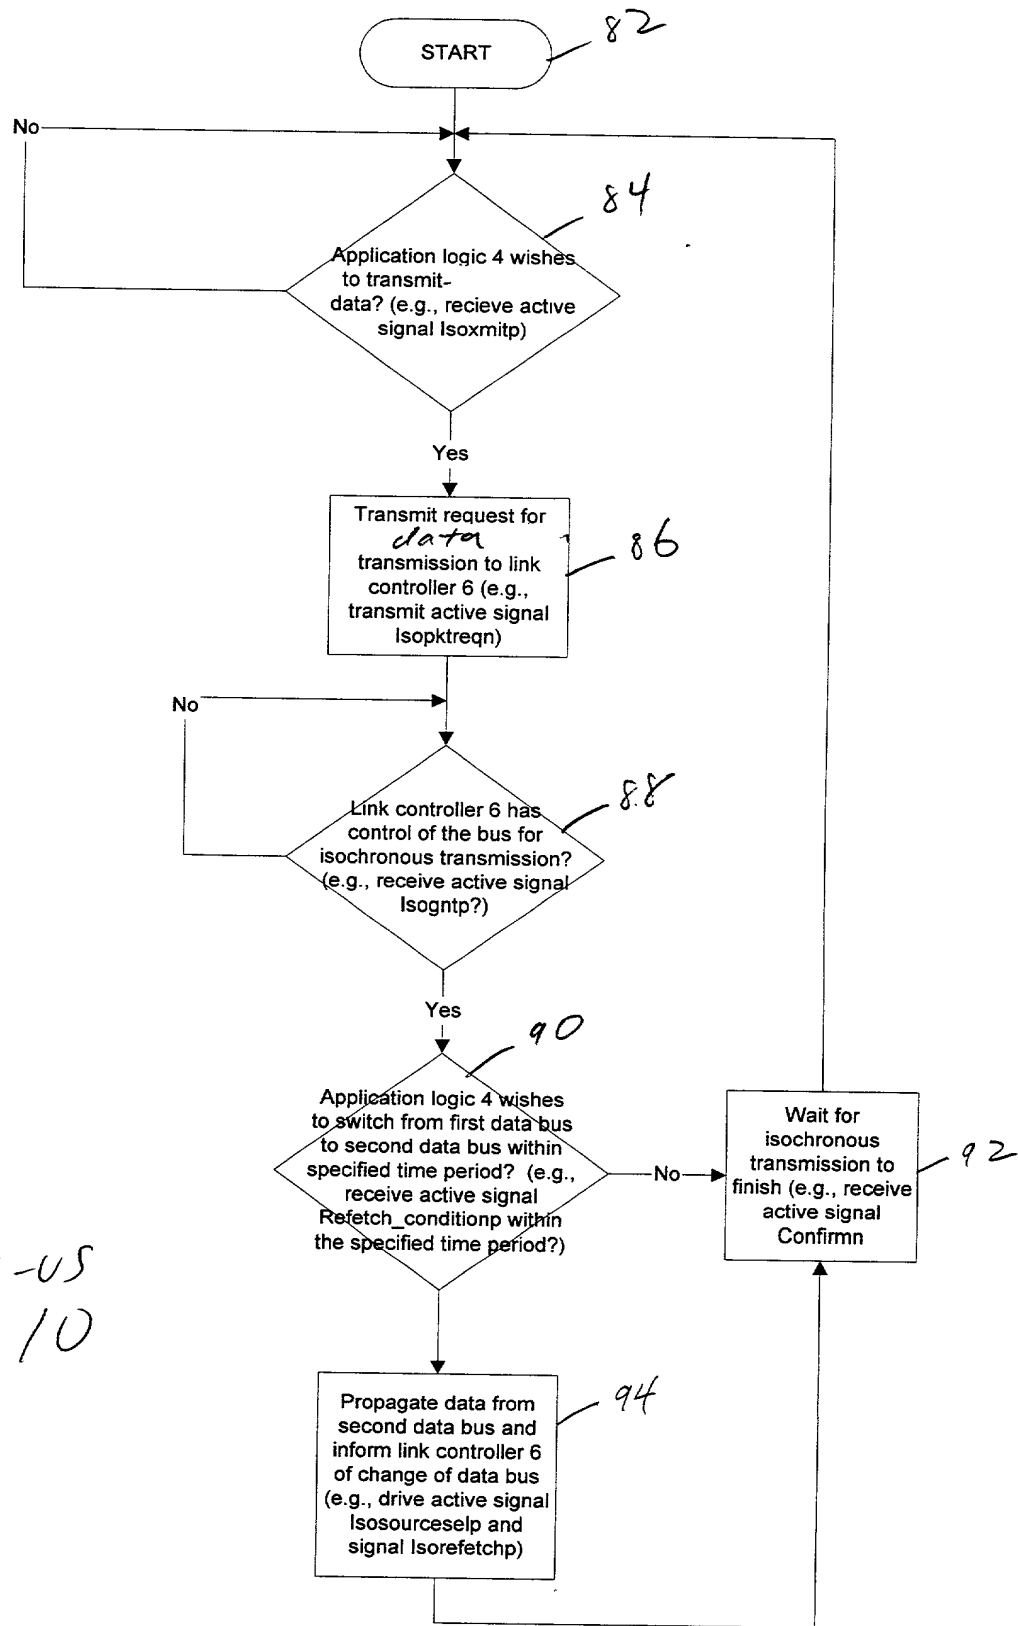 START
82
No
84
Application logic 4 wishes
to transmit-
data? (e.g., recieve active
signal Isoxmitp)
Yes
Transmit request for
data
transmission to link
controller 6 (e.g.,
transmit active signal
Isopktreqn)
86
No
88
Link controller 6 has
control of the bus for
isochronous transmission?
(e.g., receive active signal
Isogntp?)
Yes
90
Application logic 4 wishes
to switch from first data bus
to second data bus within
specified time period? (e.g.,
receive active signal
Refetch_conditionp within
the specified time period?)
No
Wait for
isochronous
transmission to
finish (e.g., receive
active signal
Confirmn
92
-US
10
Propagate data from
second data bus and
inform link controller 6
of change of data bus
(e.g., drive active signal
Isosourceselp and
signal Isorefetchp)
94